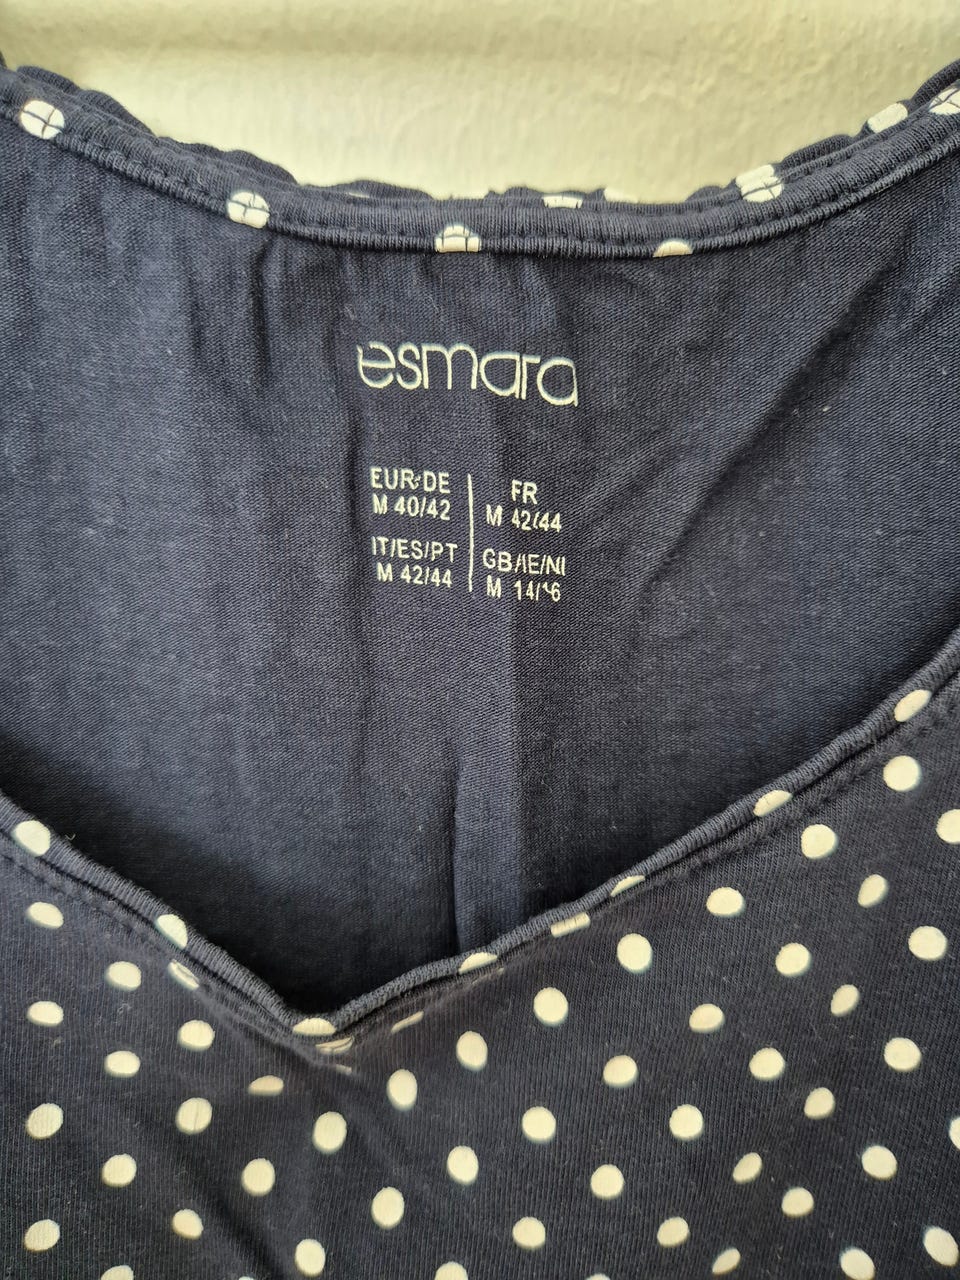 esmara
EUR·DE
M 40/42
IT/ES/PT
M 42/44
FR
M 42/44
GB/IE/NI
M 14/16